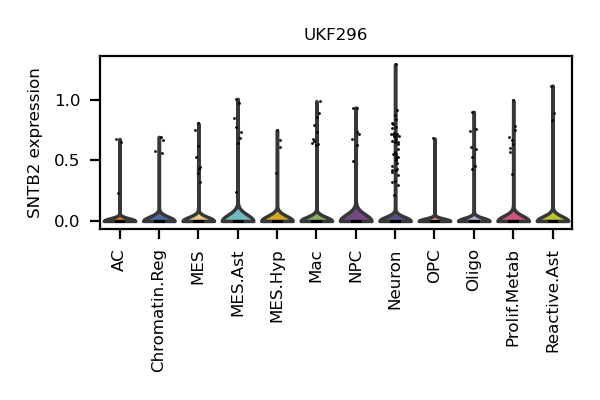 UKF296
SNTB2 expression
1.0
0.5
0.0
AC
Chromatin.Reg
MES
MES.Ast
MES.Hyp
Mac
NPC
Neuron
OPC
Oligo
Prolif.Metab
Reactive.Ast